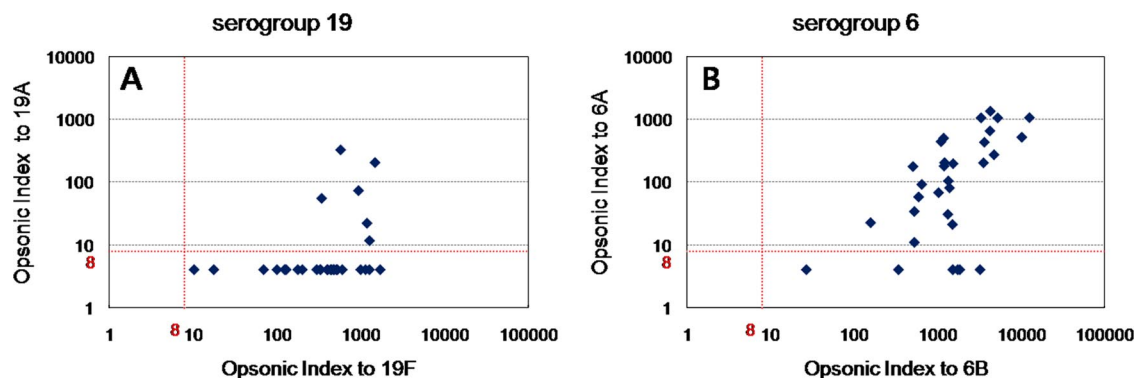 serogroup 19
A
Opsonic Index to 19A
10000
1000
100
10
8
1
1 8 10 100 1000 10000 100000
Opsonic Index to 19F
serogroup 6
B
Opsonic Index to 6A
10000
1000
100
10
8
1
1 8 10 100 1000 10000 100000
Opsonic Index to 6B